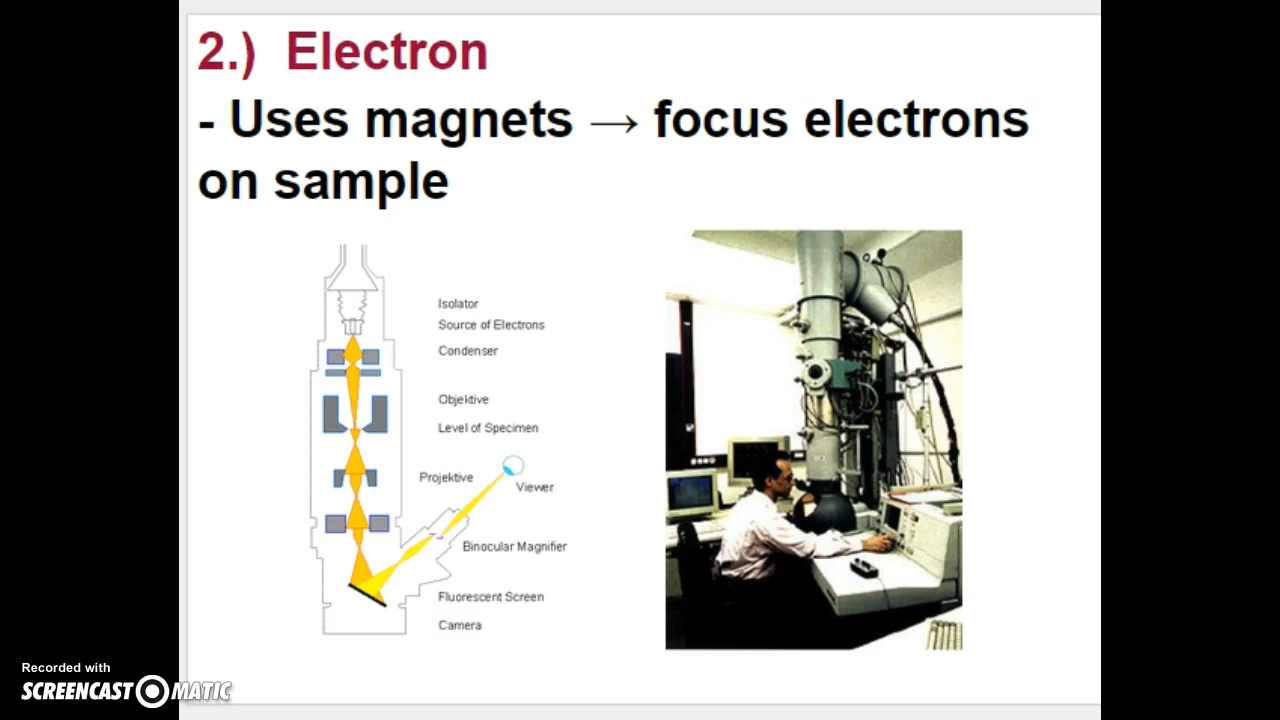 2.) Electron
- Uses magnets → focus electrons
on sample
Isolator
Source of Electrons
Condenser
Objektive
Level of Specimen
Projektive
Viewer
Binocular Magnifier
Fluorescent Screen
Camera
Recorded with
SCREENCAST O MATIC